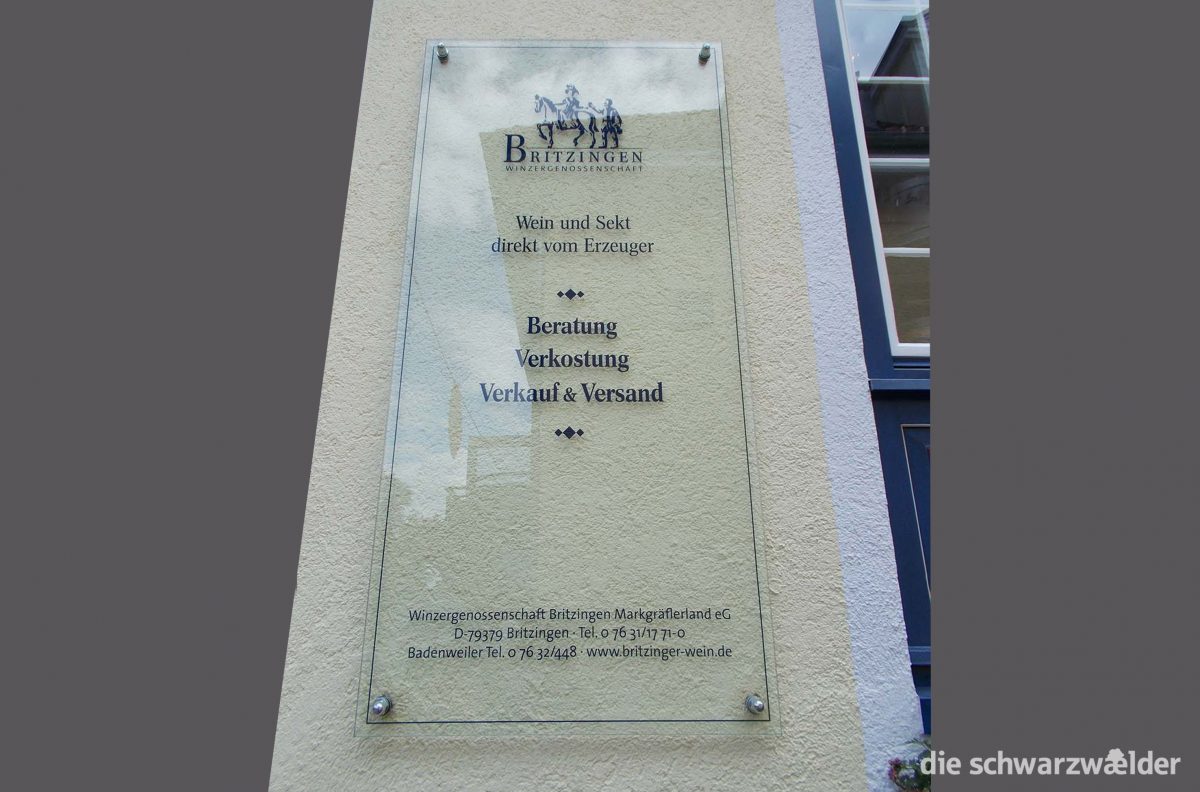 BRITZINGEN
WINZERGENOSSENSCHAFT
Wein und Sekt
direkt vom Erzeuger
Beratung
Verkostung
Verkauf & Versand
Winzergenossenschaft Britzingen Markgräflerland eG
D-79379 Britzingen · Tel. 0 76 31/17 71-0
Badenweiler Tel. 0 76 32/448 · www.britzinger-wein.de
die schwarzwælder